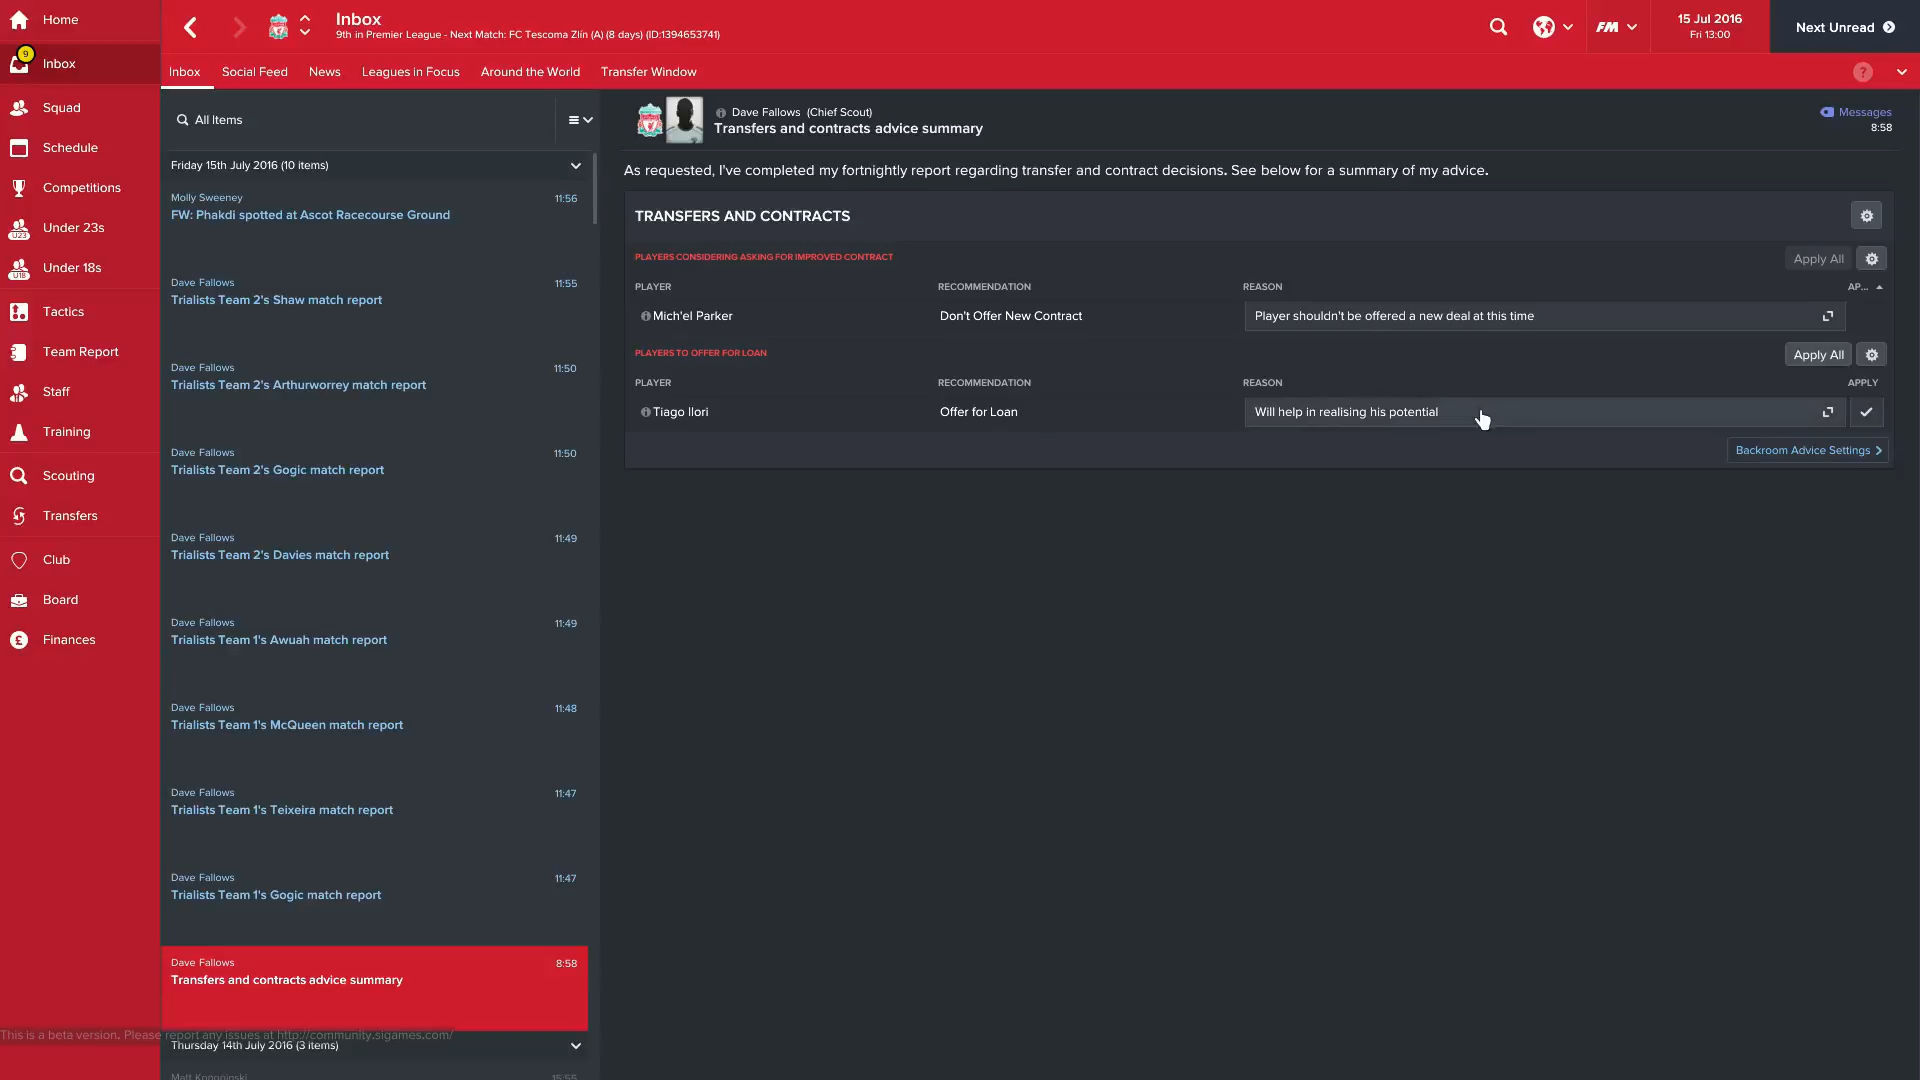 Home
9
Inbox
Squad
Schedule
Competitions
U23
Under 23s
U18
Under 18s
Tactics
Team Report
Staff
Training
Scouting
Transfers
Club
Board
£
Finances
Inbox
9th in Premier League - Next Match: FC Tescoma Zlín (A) (8 days) (ID:1394653741)
FM
15 Jul 2016
Fri 13:00
Next Unread
Inbox
Social Feed
News
Leagues in Focus
Around the World
Transfer Window
?
All Items
Friday 15th July 2016 (10 items)
Molly Sweeney
11:56
FW: Phakdi spotted at Ascot Racecourse Ground
Dave Fallows
11:55
Trialists Team 2's Shaw match report
Dave Fallows
11:50
Trialists Team 2's Arthurworrey match report
Dave Fallows
11:50
Trialists Team 2's Gogic match report
Dave Fallows
11:49
Trialists Team 2's Davies match report
Dave Fallows
11:49
Trialists Team 1's Awuah match report
Dave Fallows
11:48
Trialists Team 1's McQueen match report
Dave Fallows
11:47
Trialists Team 1's Teixeira match report
Dave Fallows
11:47
Trialists Team 1's Gogic match report
Dave Fallows
8:58
Transfers and contracts advice summary
This is a beta version. Please report any issues at http://community.sigames.com/
Thursday 14th July 2016 (3 items)
15:55
Dave Fallows (Chief Scout)
Transfers and contracts advice summary
Messages
8:58
As requested, I've completed my fortnightly report regarding transfer and contract decisions. See below for a summary of my advice.
TRANSFERS AND CONTRACTS
PLAYERS CONSIDERING ASKING FOR IMPROVED CONTRACT
Apply All
PLAYER RECOMMENDATION REASON AP...
Mich'el Parker Don't Offer New Contract Player shouldn't be offered a new deal at this time
PLAYERS TO OFFER FOR LOAN
Apply All
PLAYER RECOMMENDATION REASON APPLY
Tiago Ilori Offer for Loan Will help in realising his potential
Backroom Advice Settings